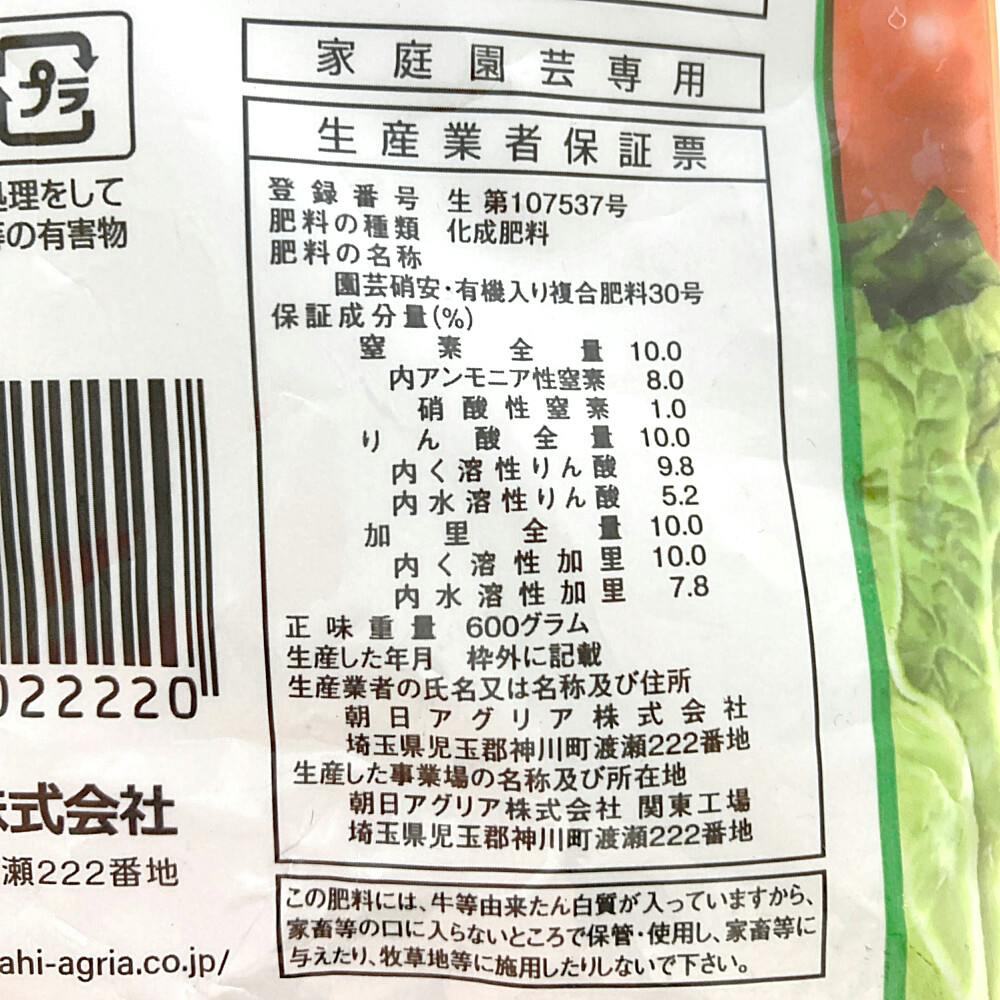 家庭園芸専用
生産業者保証票
登録番号 生第107537号
肥料の種類 化成肥料
肥料の名称
園芸硝安・有機入り複合肥料30号
保証成分量(%)
窒素全量 10.0
内アンモニア性窒素 8.0
硝酸性窒素 1.0
りん酸全量 10.0
内く溶性りん酸 9.8
内水溶性りん酸 5.2
加里全量 10.0
内く溶性加里 10.0
内水溶性加里 7.8
正味重量 600グラム
生産した年月 枠外に記載
生産業者の氏名又は名称及び住所
朝日アグリア株式会社
埼玉県児玉郡神川町渡瀬222番地
生産した事業場の名称及び所在地
朝日アグリア株式会社 関東工場
埼玉県児玉郡神川町渡瀬222番地
この肥料には、牛等由来たん白質が入っていますから、
家畜等の口に入らないところで保管・使用し、家畜等に
与えたり、牧草地等に施用したりしないで下さい。
プラ
処理をして
等の有害物
022220
株式会社
瀬222番地
ahi-agria.co.jp/